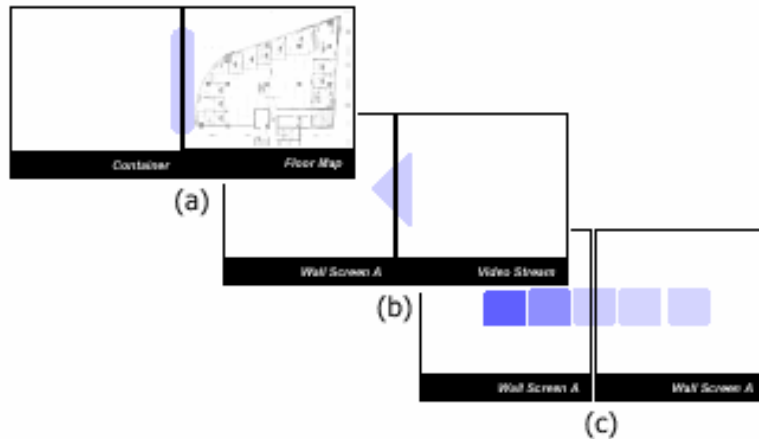 Container
Floor Map
(a)
Wall Screen A
Video Stream
(b)
Wall Screen A
Wall Screen A
(c)